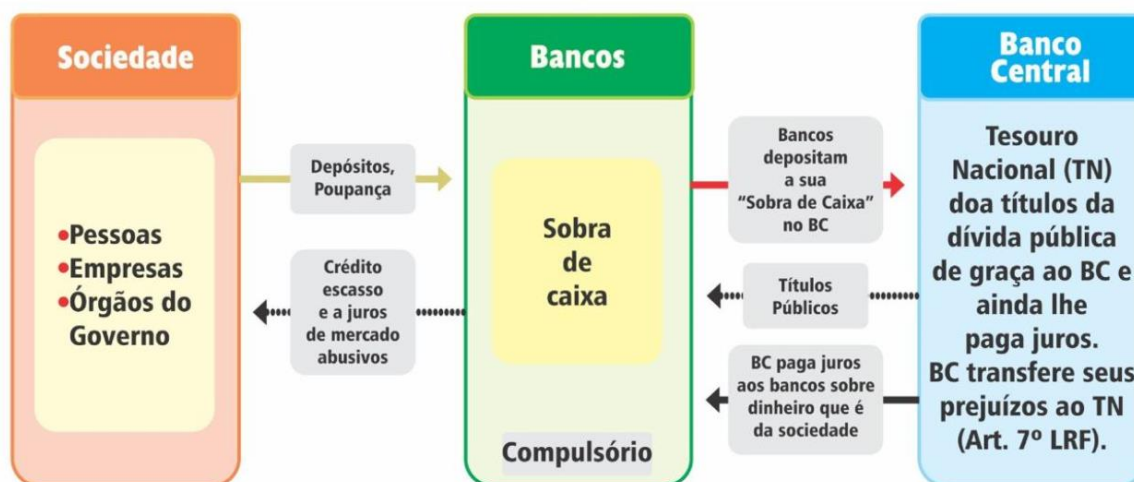 Sociedade
•Pessoas
•Empresas
•Órgãos do
Governo
Depósitos,
Poupança
Crédito
escasso
e a juros
de mercado
abusivos
Bancos
Sobra
de
caixa
Compulsório
Bancos
depositam
a sua
“Sobra de Caixa”
no BC
Títulos
Públicos
BC paga juros
aos bancos sobre
dinheiro que é
da sociedade
Banco
Central
Tesouro
Nacional (TN)
doa títulos da
dívida pública
de graça ao BC e
ainda lhe
paga juros.
BC transfere seus
prejuízos ao TN
(Art. 7º LRF).